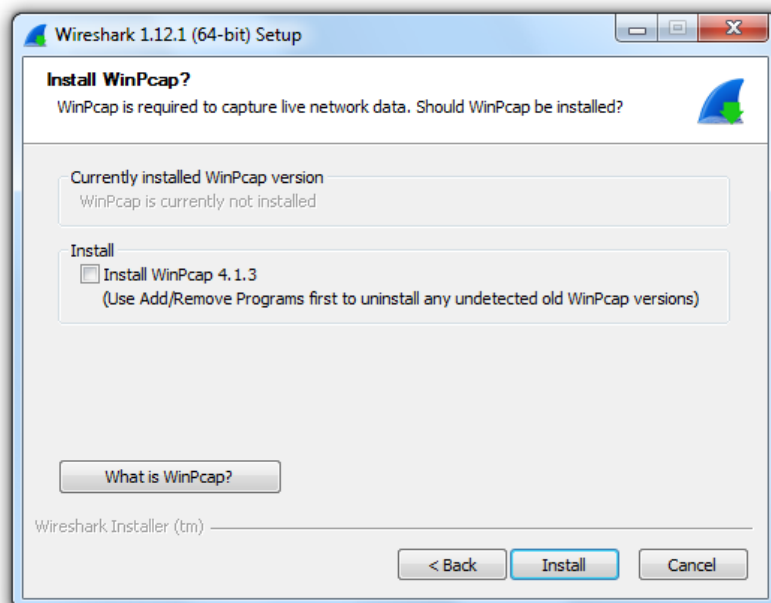 Wireshark 1.12.1 (64-bit) Setup
Install WinPcap?
WinPcap is required to capture live network data. Should WinPcap be installed?
Currently installed WinPcap version
WinPcap is currently not installed
Install
Install WinPcap 4.1.3
(Use Add/Remove Programs first to uninstall any undetected old WinPcap versions)
What is WinPcap?
Wireshark Installer (tm)
< Back Install Cancel